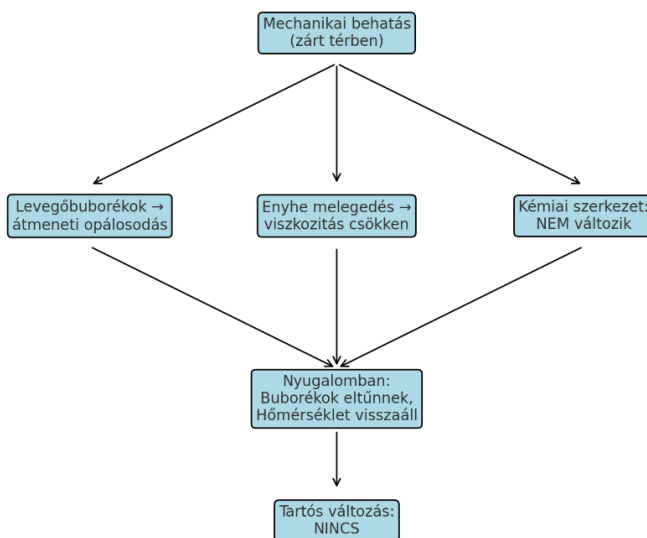 Mechanikai behatás
(zárt térben)
Levegőbuborékok →
átmeneti opálosodás
Enyhe melegedés →
viszkozitás csökken
Kémiai szerkezet:
NEM változik
Nyugalomban:
Buborékok eltűnnek,
Hőmérséklet visszaáll
Tartós változás:
NINCS